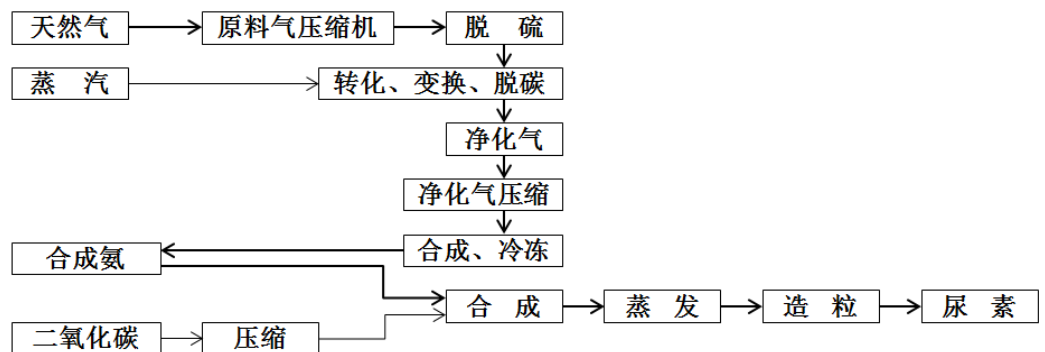 天然气 原料气压缩机 脱 硫
蒸 汽 转化、变换、脱碳
净化气
净化气压缩
合成、冷冻
合成氨
合 成 蒸 发 造 粒 尿 素
二氧化碳 压缩